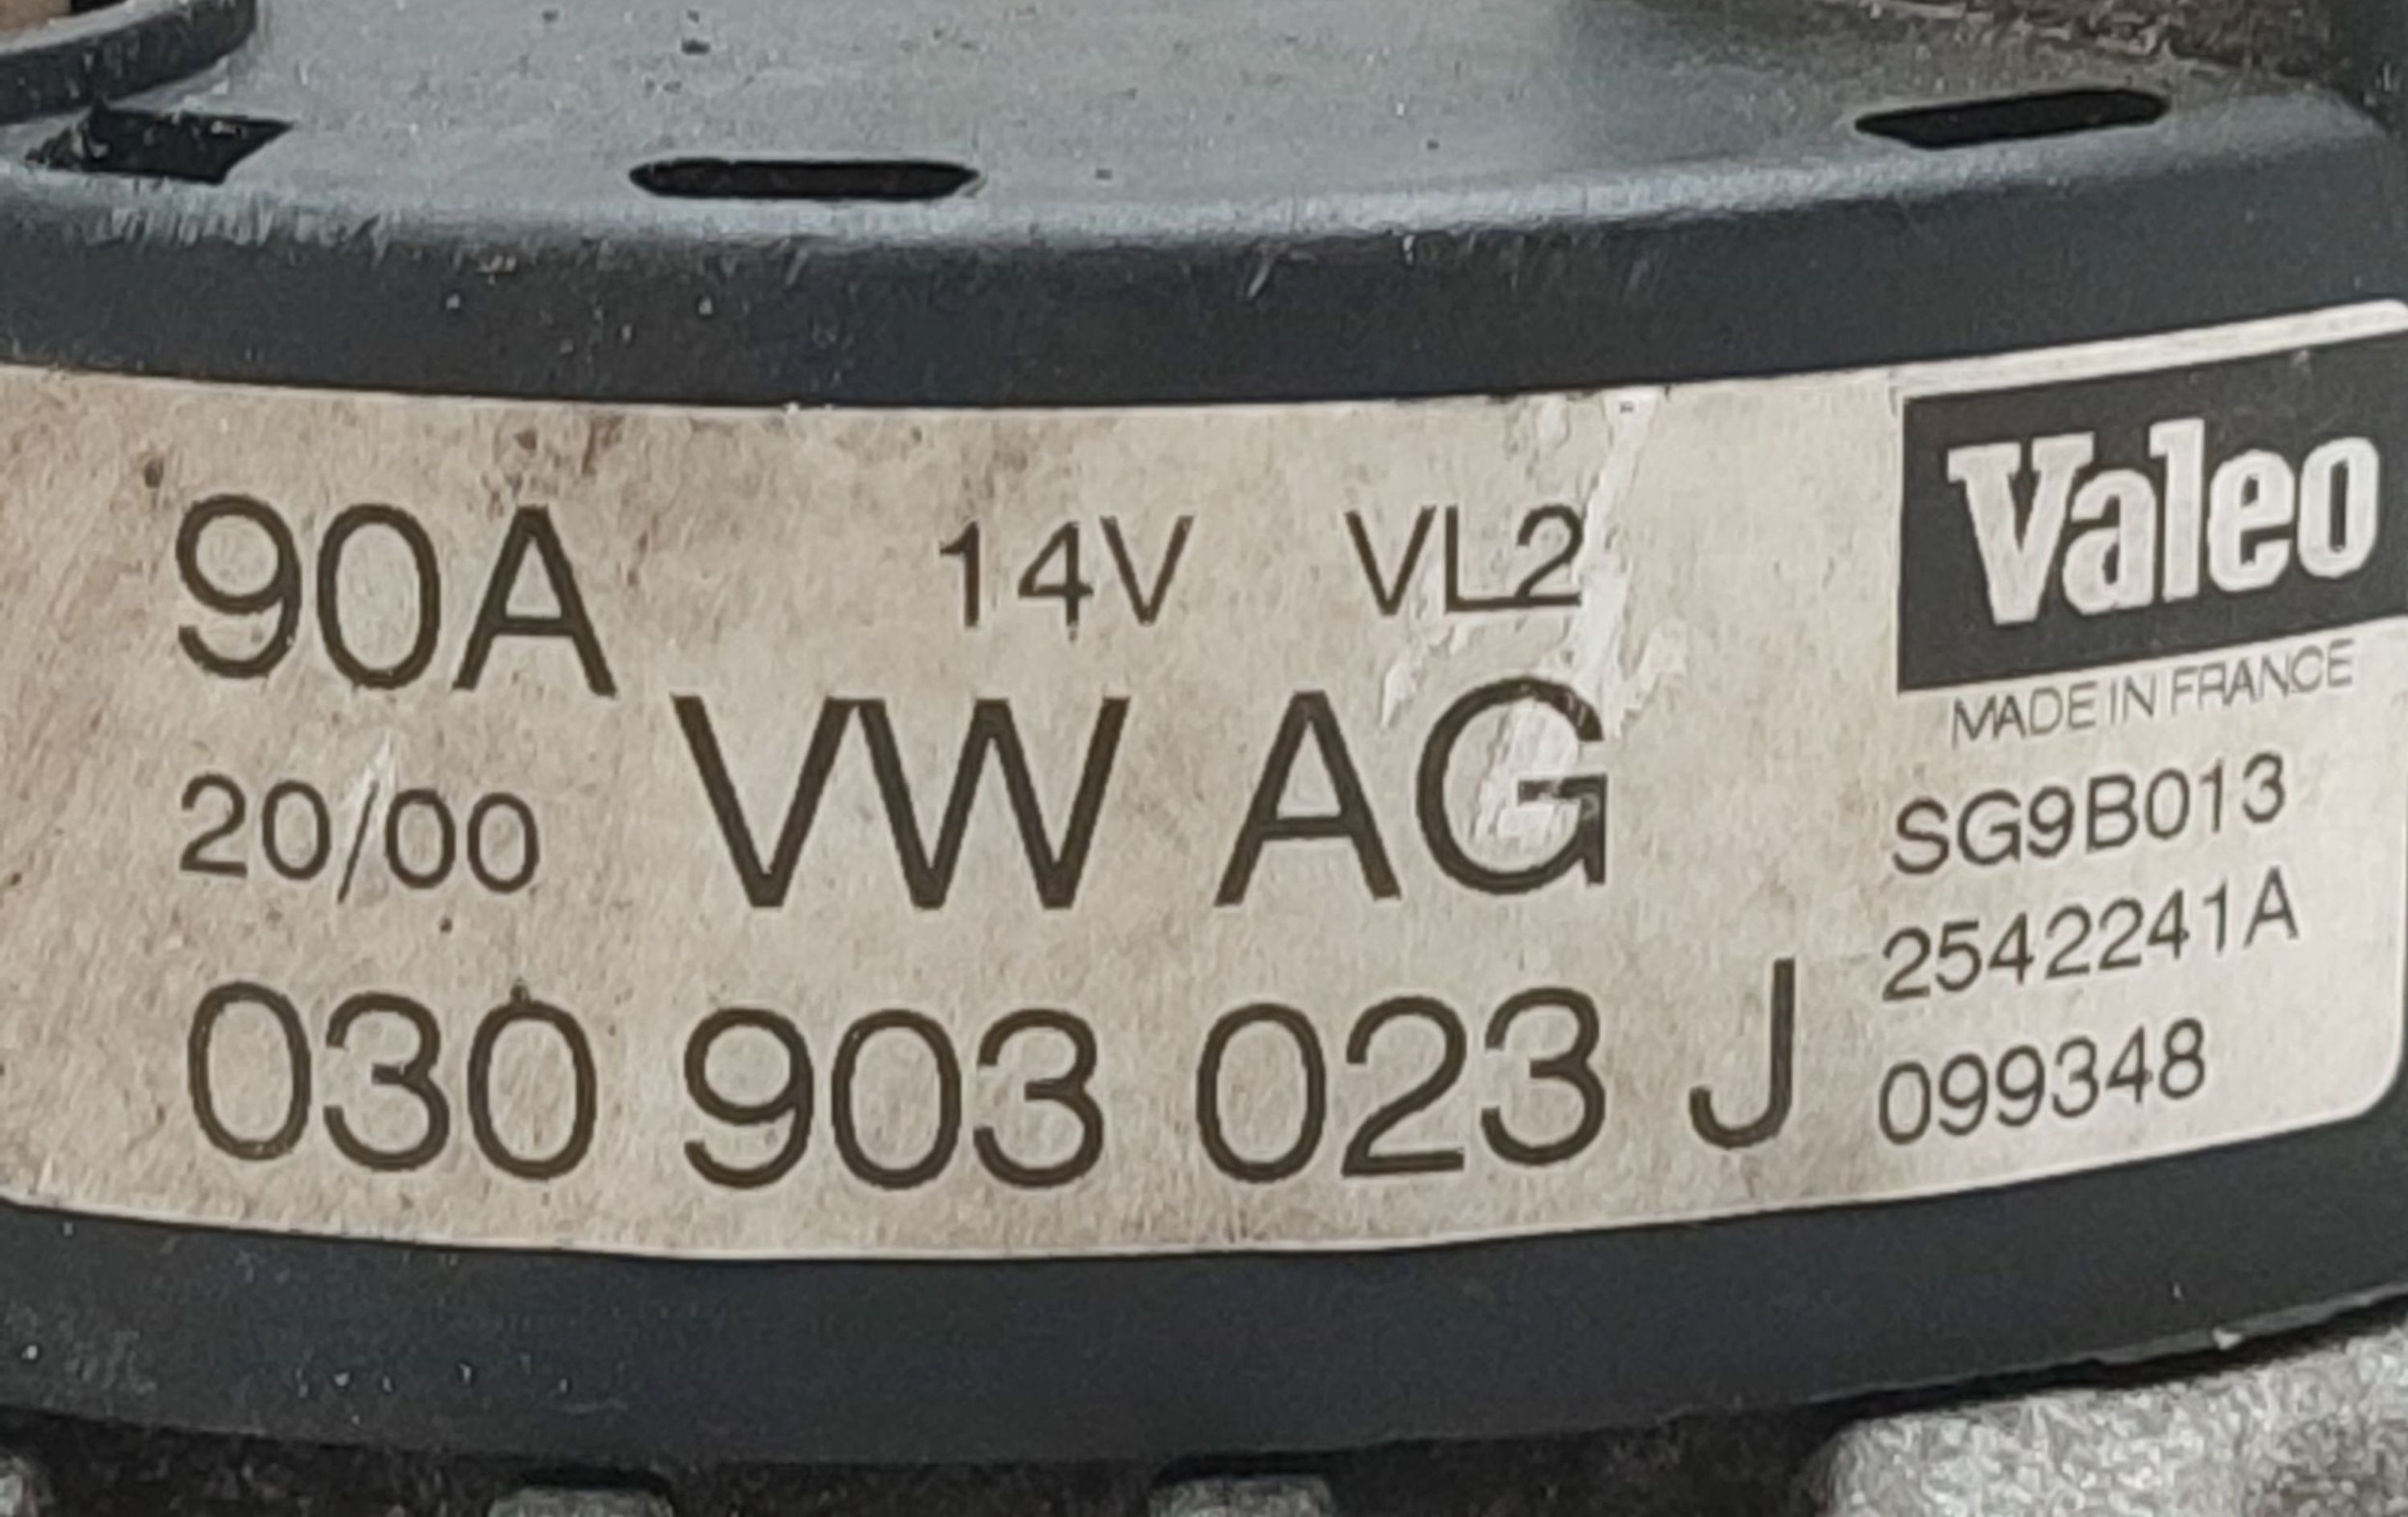 90A 14V VL2
20/00 VW AG
030 903 023 J
Valeo
MADE IN FRANCE
SG9B013
2542241A
099348